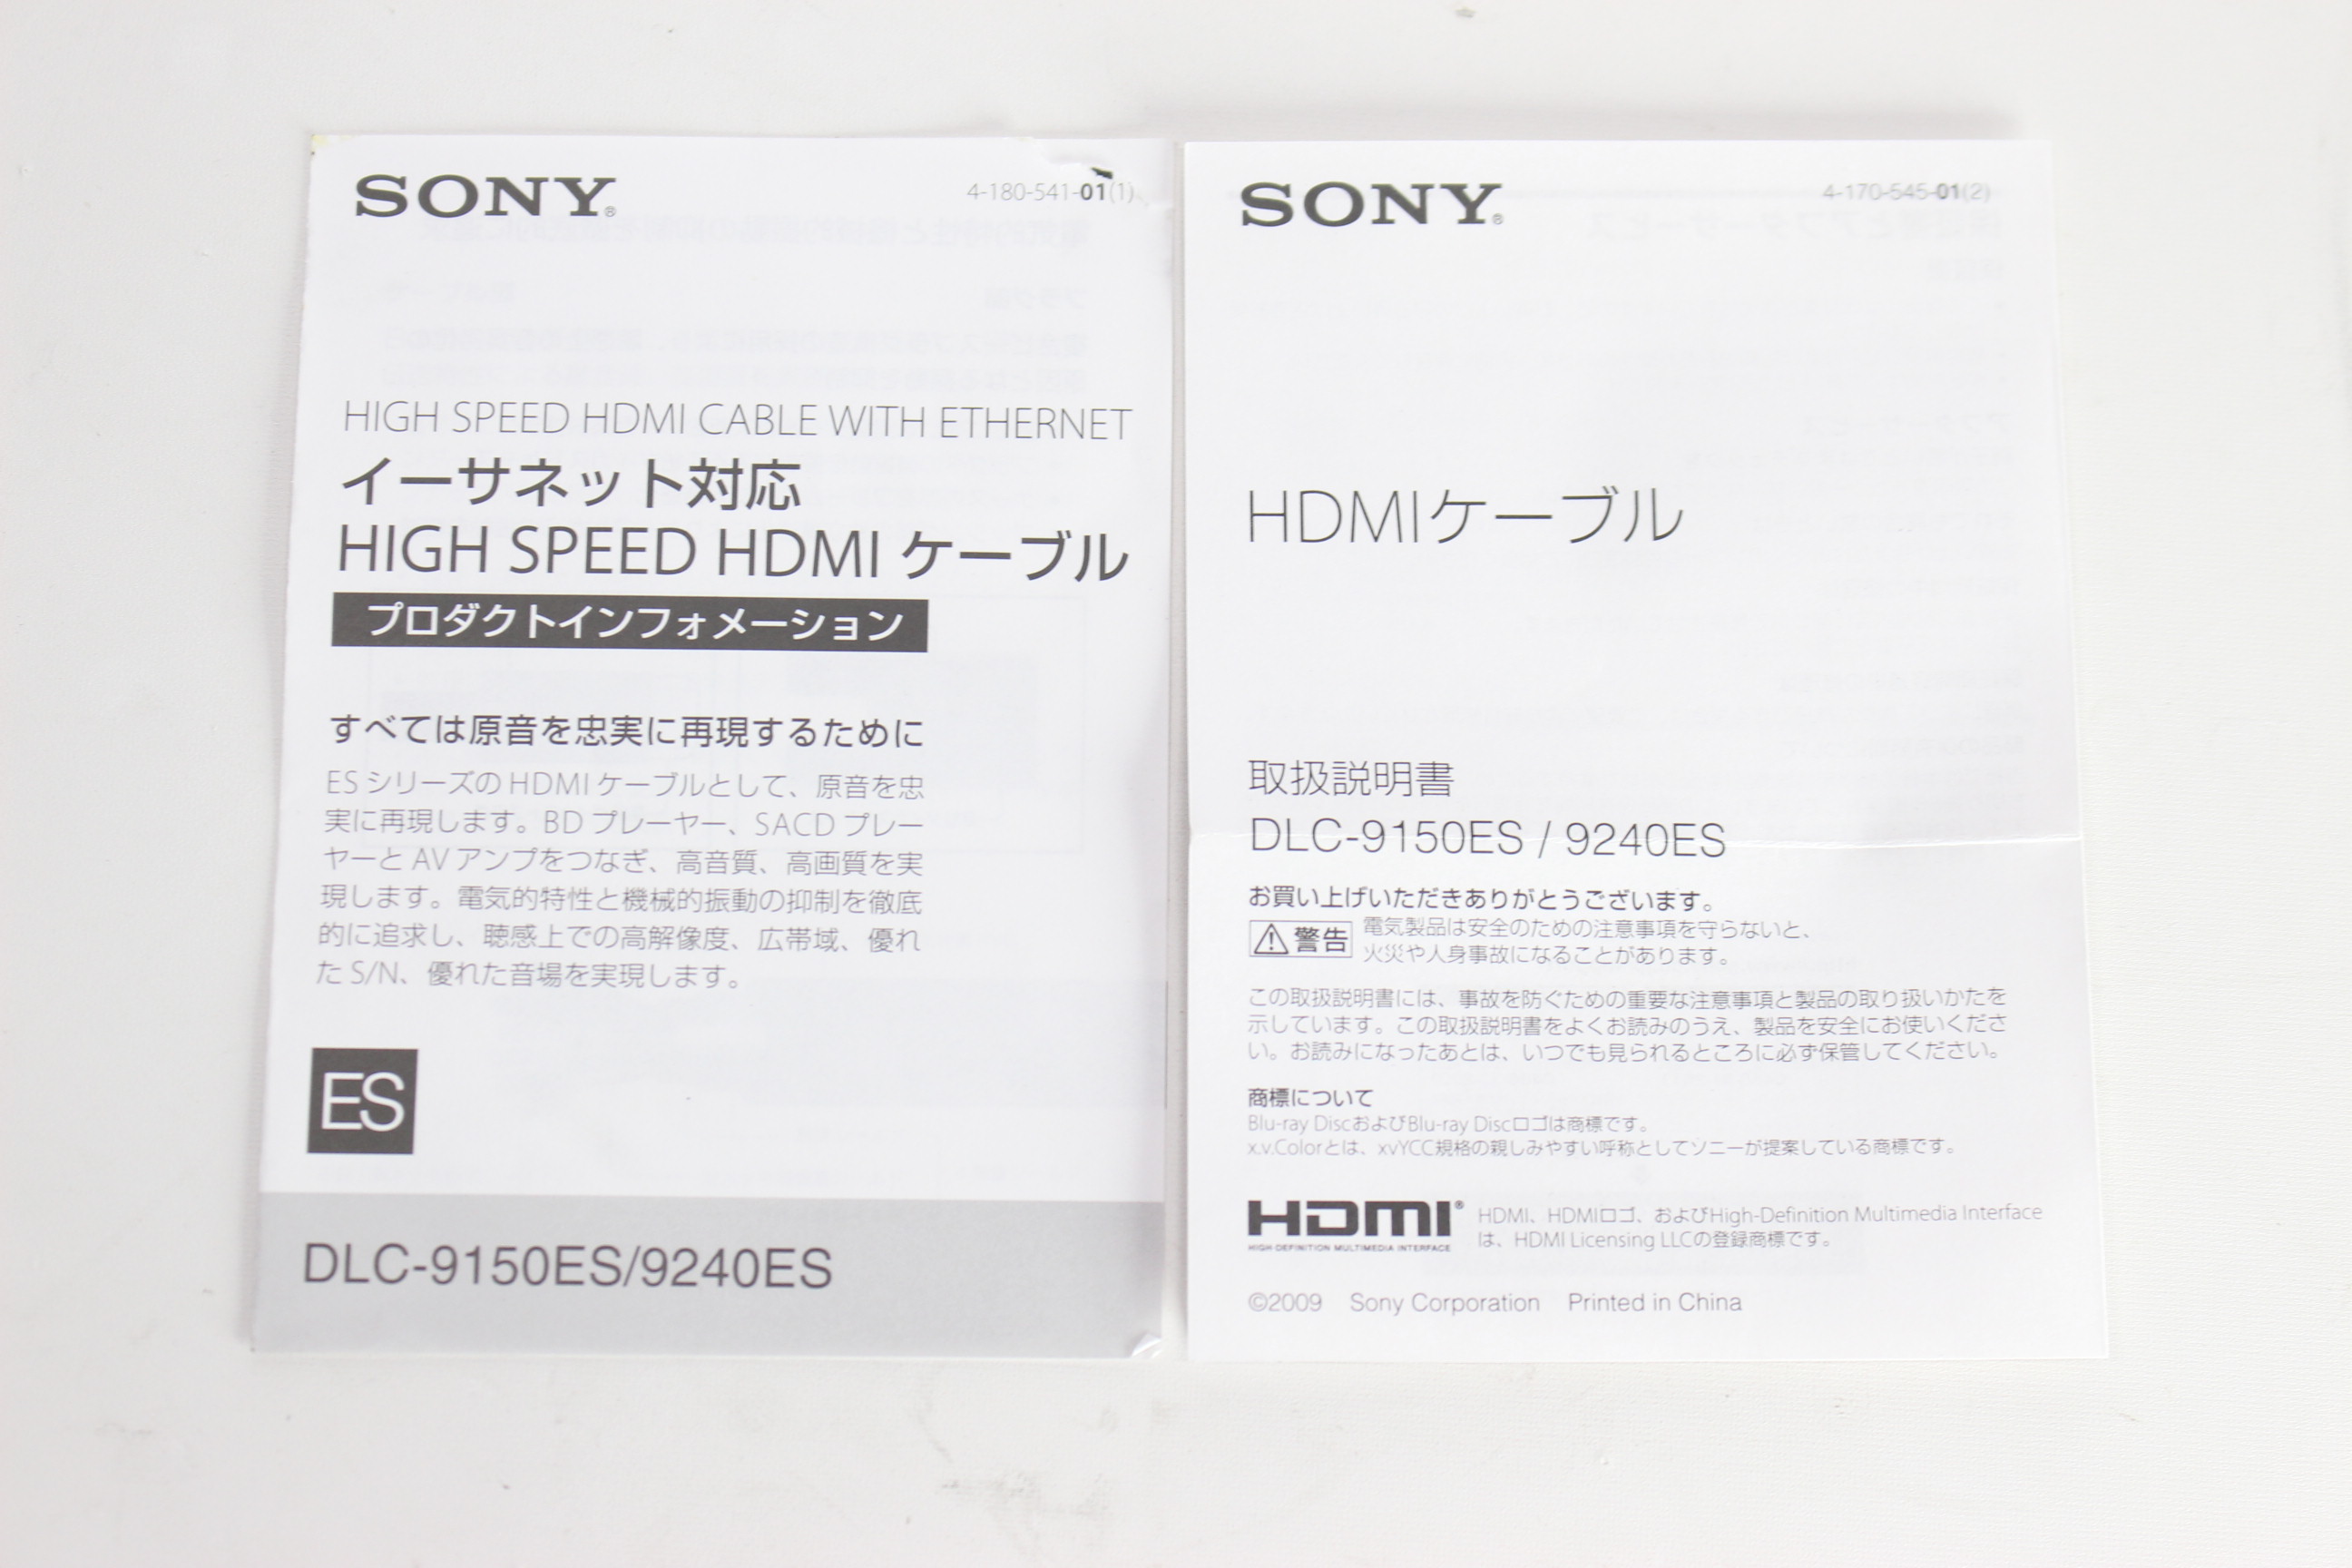 SONY®
4-180-541-01(1)
HIGH SPEED HDMI CABLE WITH ETHERNET
イーサネット対応
HIGH SPEED HDMI ケーブル
プロダクトインフォメーション
すべては原音を忠実に再現するために
ES シリーズの HDMI ケーブルとして、原音を忠
実に再現します。BD プレーヤー、SACD プレー
ヤーと AV アンプをつなぎ、高音質、高画質を実
現します。電気的特性と機械的振動の抑制を徹底
的に追求し、聴感上での高解像度、広帯域、優れ
た S/N、優れた音場を実現します。
ES
DLC-9150ES/9240ES
SONY®
4-170-545-01(2)
HDMIケーブル
取扱説明書
DLC-9150ES / 9240ES
お買い上げいただきありがとうございます。
警告
電気製品は安全のための注意事項を守らないと、
火災や人身事故になることがあります。
この取扱説明書には、事故を防ぐための重要な注意事項と製品の取り扱いかたを
示しています。この取扱説明書をよくお読みのうえ、製品を安全にお使いくださ
い。お読みになったあとは、いつでも見られるところに必ず保管してください。
商標について
Blu-ray DiscおよびBlu-ray Discロゴは商標です。
x.v.Colorとは、xvYCC規格の親しみやすい呼称としてソニーが提案している商標です。
HDMI®
HIGH-DEFINITION MULTIMEDIA INTERFACE
HDMI、HDMIロゴ、およびHigh-Definition Multimedia Interface
は、HDMI Licensing LLCの登録商標です。
©2009 Sony Corporation Printed in China